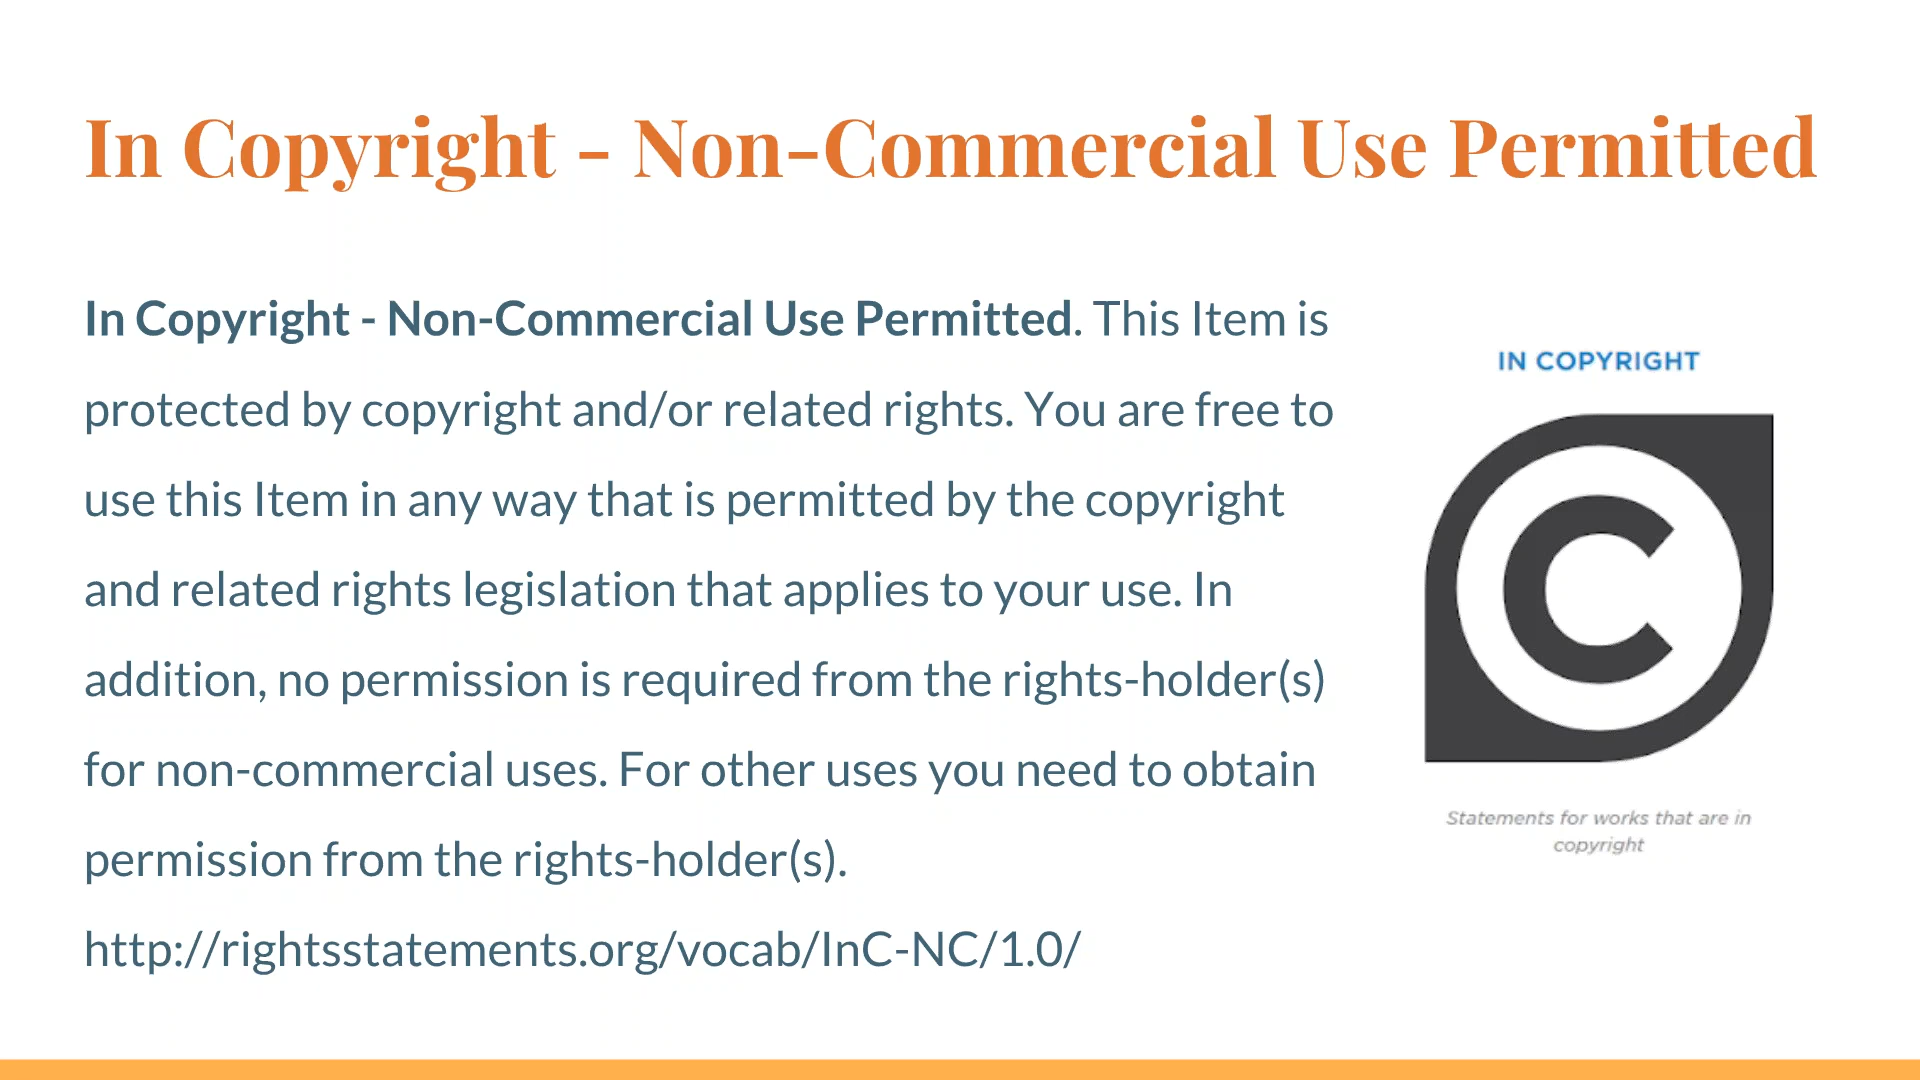 In Copyright - Non-Commercial Use Permitted
In Copyright - Non-Commercial Use Permitted. This Item is
protected by copyright and/or related rights. You are free to
use this Item in any way that is permitted by the copyright
and related rights legislation that applies to your use. In
addition, no permission is required from the rights-holder(s)
for non-commercial uses. For other uses you need to obtain
permission from the rights-holder(s).
http://rightsstatements.org/vocab/InC-NC/1.0/
IN COPYRIGHT
C
Statements for works that are in
copyright